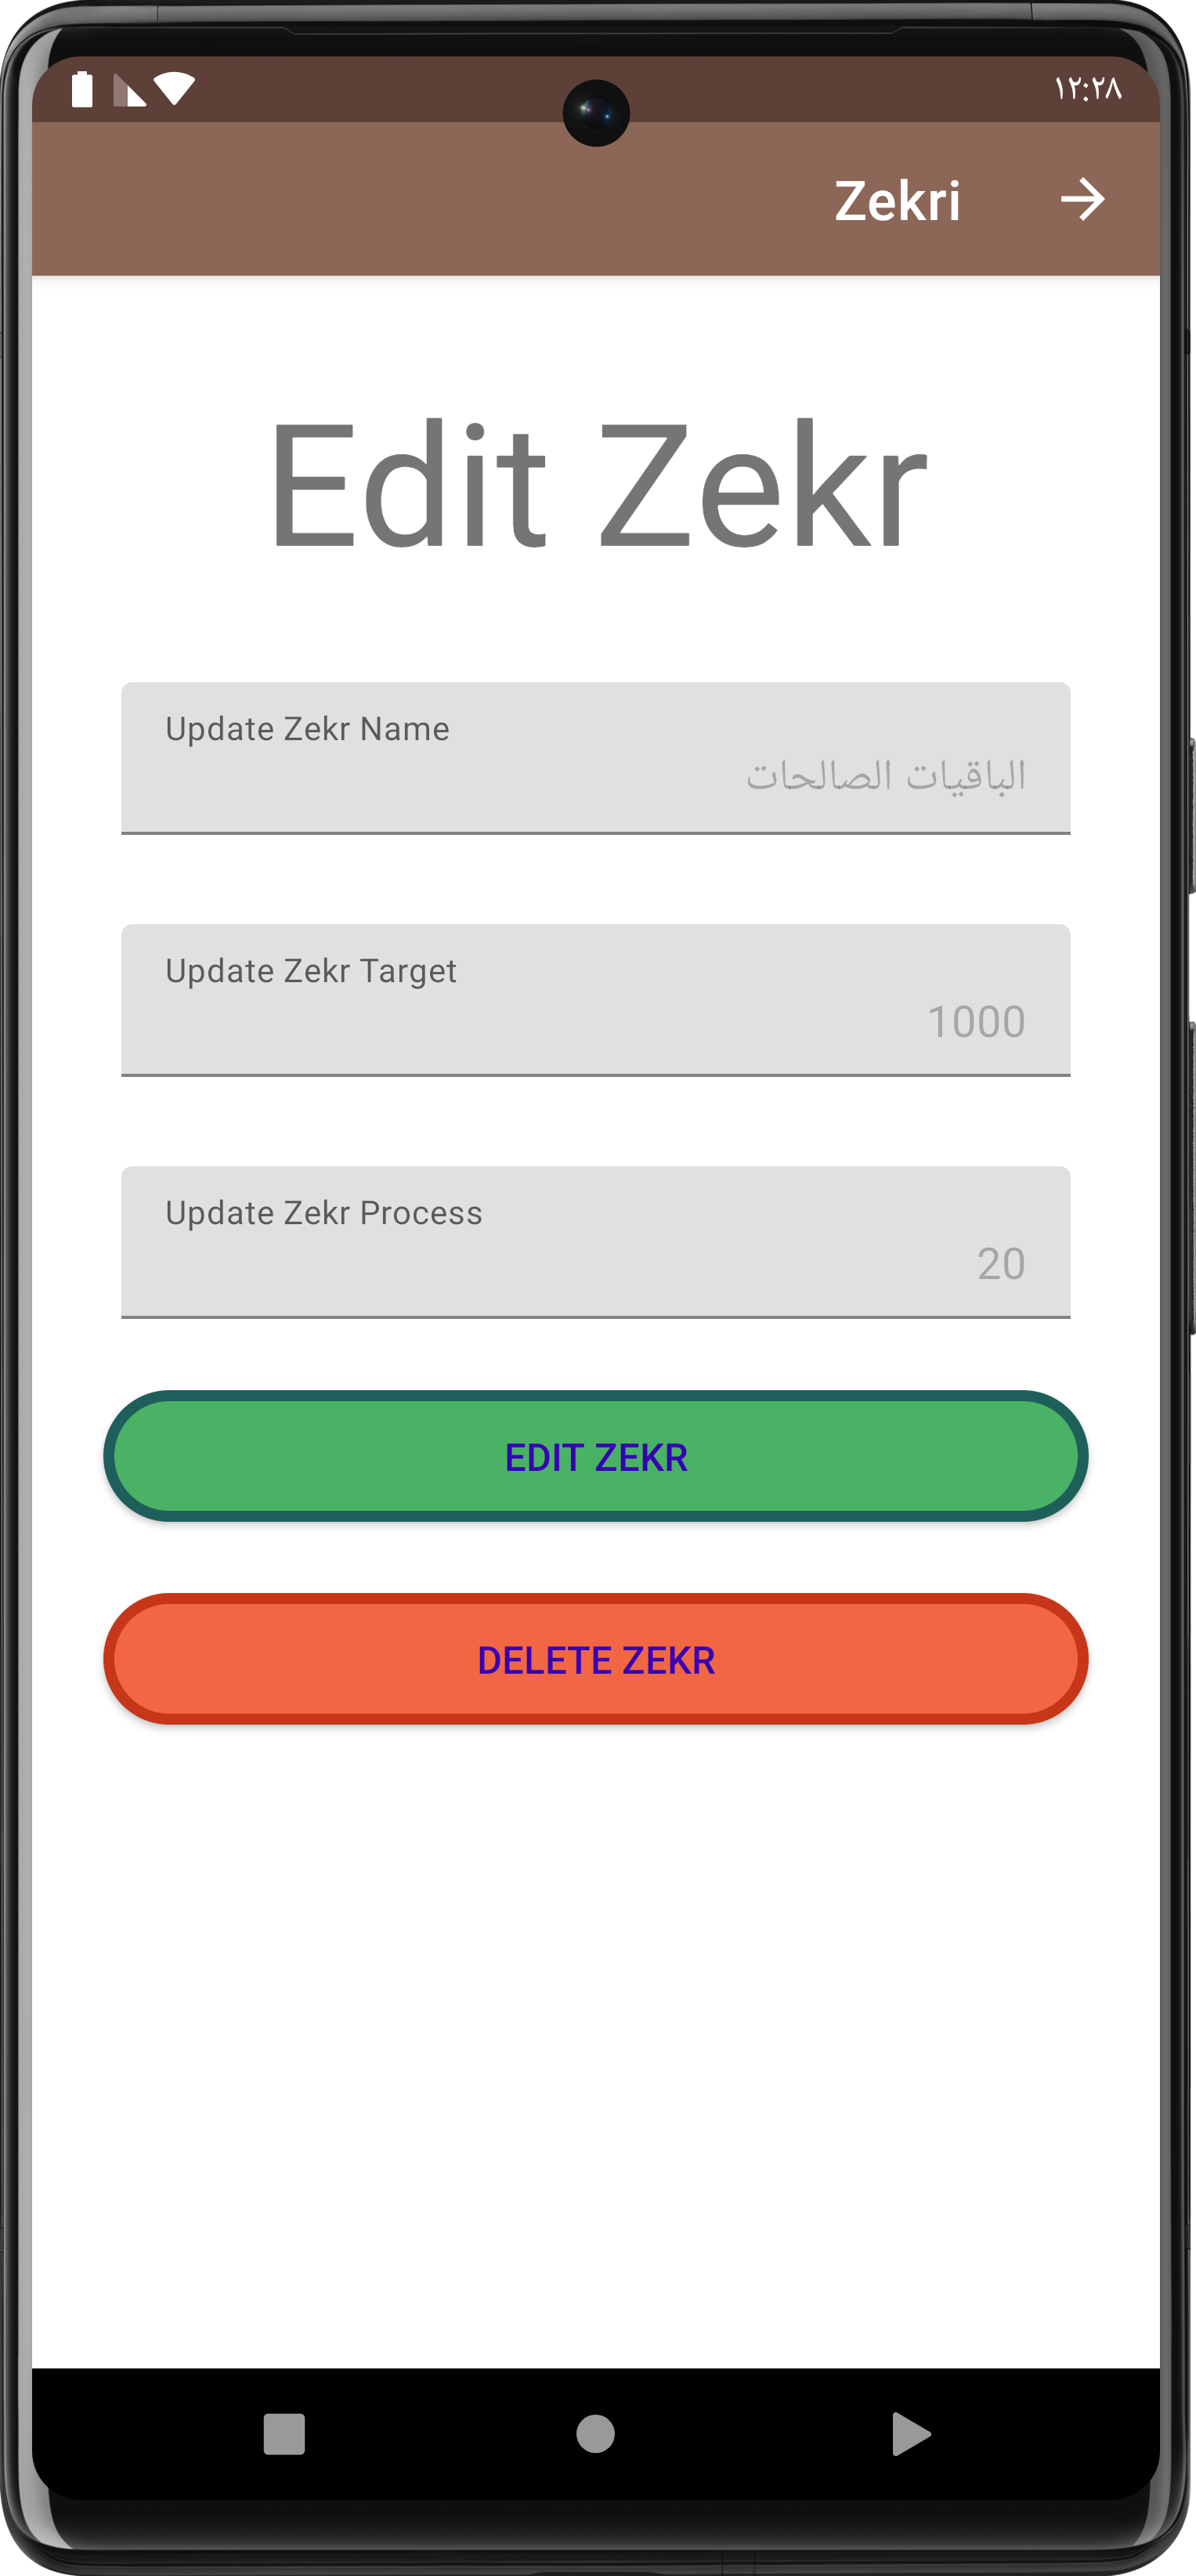 ١٢:٢٨
Zekri
Edit Zekr
Update Zekr Name
الباقيات الصالحات
Update Zekr Target
1000
Update Zekr Process
20
EDIT ZEKR
DELETE ZEKR